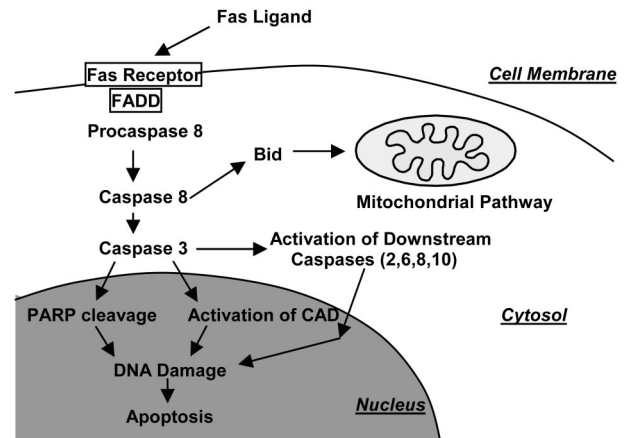 Fas Ligand
Fas Receptor
Cell Membrane
FADD
Procaspase 8
Bid
Caspase 8
Mitochondrial Pathway
Caspase 3
Activation of Downstream
Caspases (2,6,8,10)
PARP cleavage
Activation of CAD
Cytosol
DNA Damage
Nucleus
Apoptosis